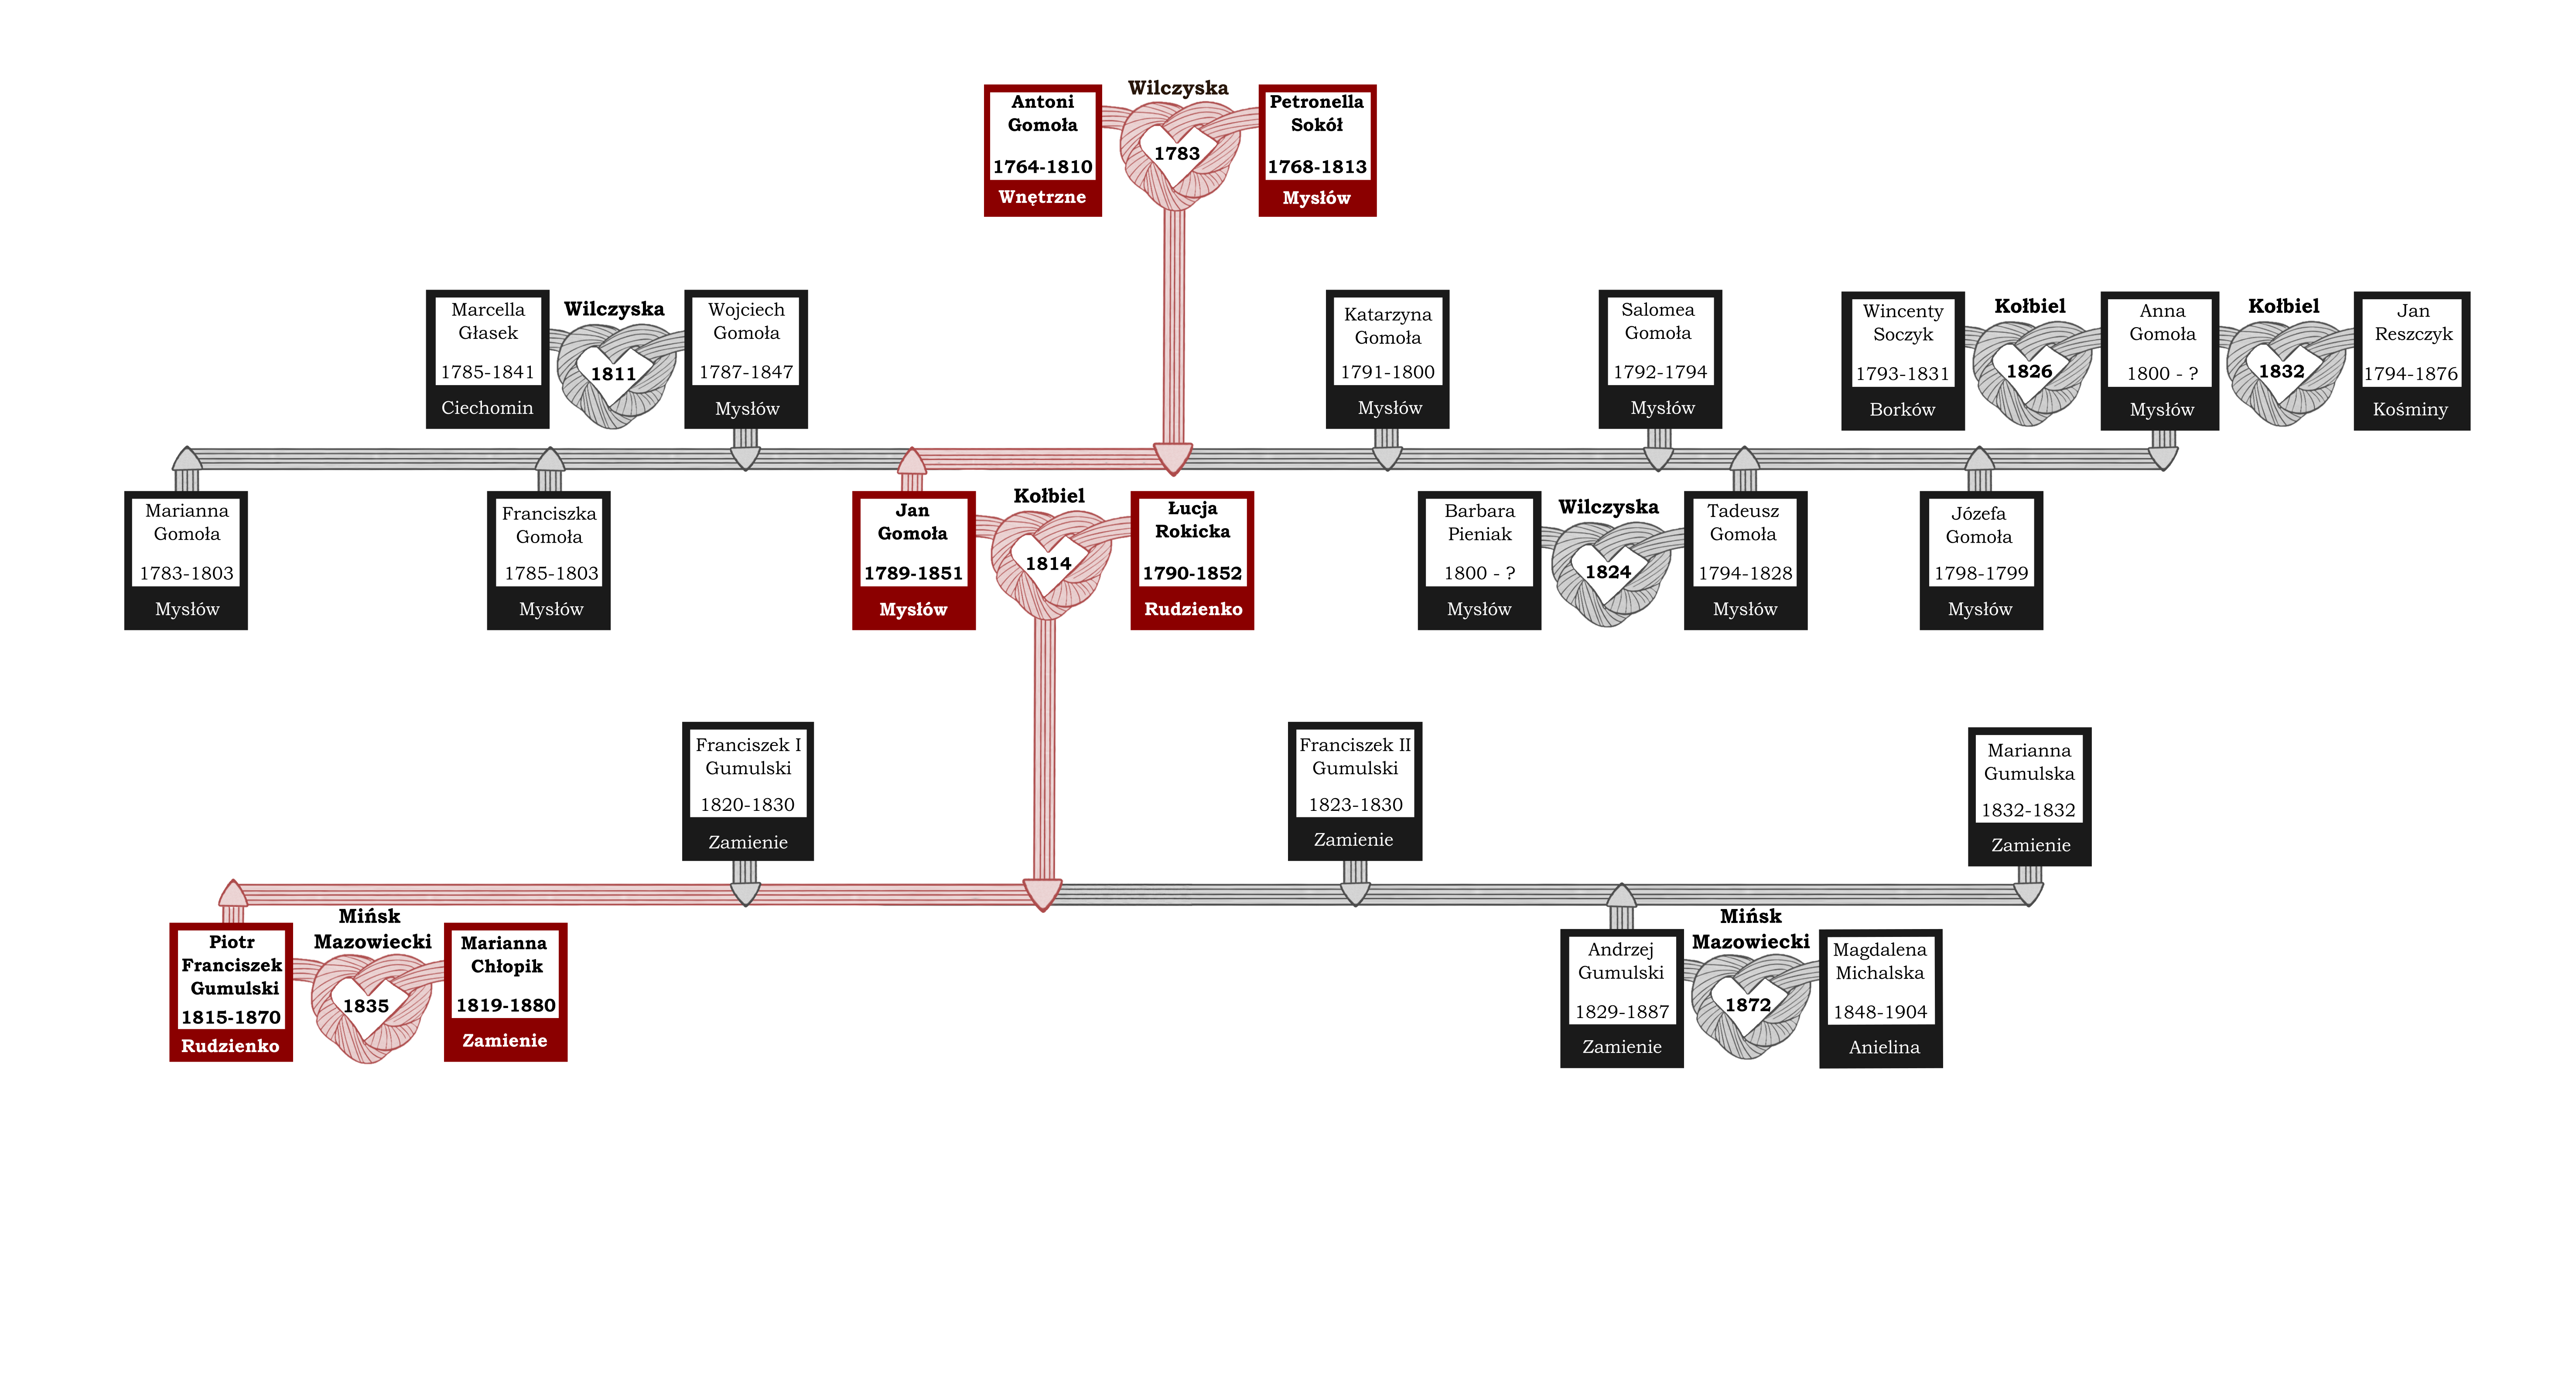 Wilczyska
Antoni
Gomoła
1764-1810
Wnętrzne
1783
Petronella
Sokół
1768-1813
Mysłów
Marcella
Głasek
1785-1841
Ciechomin
Wilczyska
1811
Wojciech
Gomoła
1787-1847
Mysłów
Katarzyna
Gomoła
1791-1800
Mysłów
Salomea
Gomoła
1792-1794
Mysłów
Wincenty
Soczyk
1793-1831
Borków
Kołbiel
1826
Anna
Gomoła
1800 - ?
Mysłów
Kołbiel
1832
Jan
Reszczyk
1794-1876
Kośminy
Marianna
Gomoła
1783-1803
Mysłów
Franciszka
Gomoła
1785-1803
Mysłów
Jan
Gomoła
1789-1851
Mysłów
Kołbiel
1814
Łucja
Rokicka
1790-1852
Rudzienko
Barbara
Pieniak
1800 - ?
Mysłów
Wilczyska
1824
Tadeusz
Gomoła
1794-1828
Mysłów
Józefa
Gomoła
1798-1799
Mysłów
Franciszek I
Gumulski
1820-1830
Zamienie
Franciszek II
Gumulski
1823-1830
Zamienie
Marianna
Gumulska
1832-1832
Zamienie
Piotr
Franciszek
Gumulski
1815-1870
Rudzienko
Mińsk
Mazowiecki
1835
Marianna
Chłopik
1819-1880
Zamienie
Andrzej
Gumulski
1829-1887
Zamienie
Mińsk
Mazowiecki
1872
Magdalena
Michalska
1848-1904
Anielina